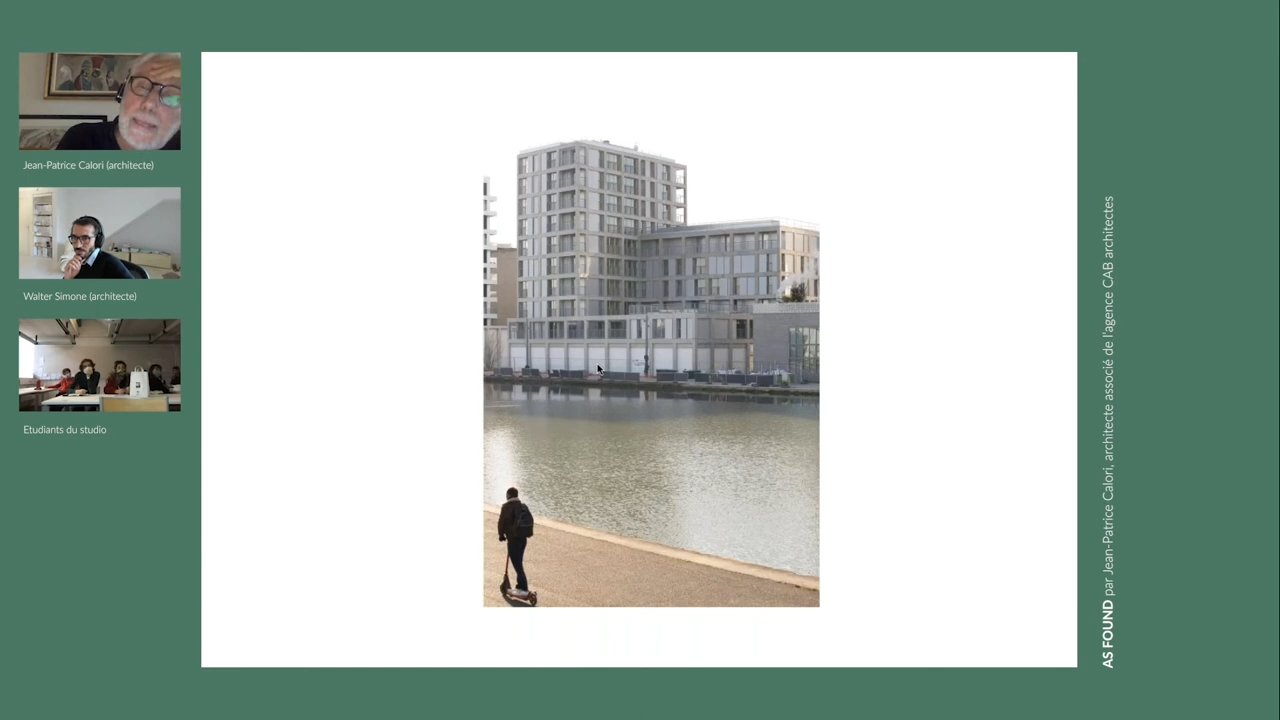 Jean-Patrice Calori (architecte)
Walter Simone (architecte)
Etudiants du studio
AS FOUND par Jean-Patrice Calori, architecte associé de l'agence CAB architectes